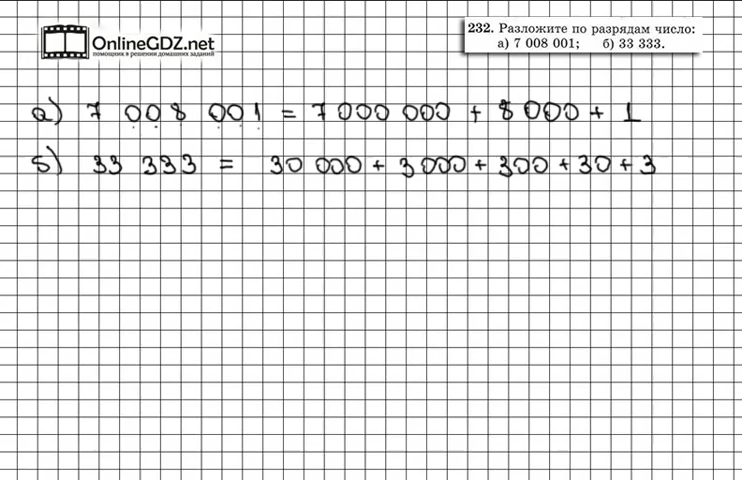 OnlineGDZ.net
помощник в решении домашних заданий
232. Разложите по разрядам число:
а) 7 008 001; б) 33 333.
а) 7 008 001 = 7 000 000 + 8 000 + 1
б) 33 333 = 30 000 + 3 000 + 300 + 30 + 3